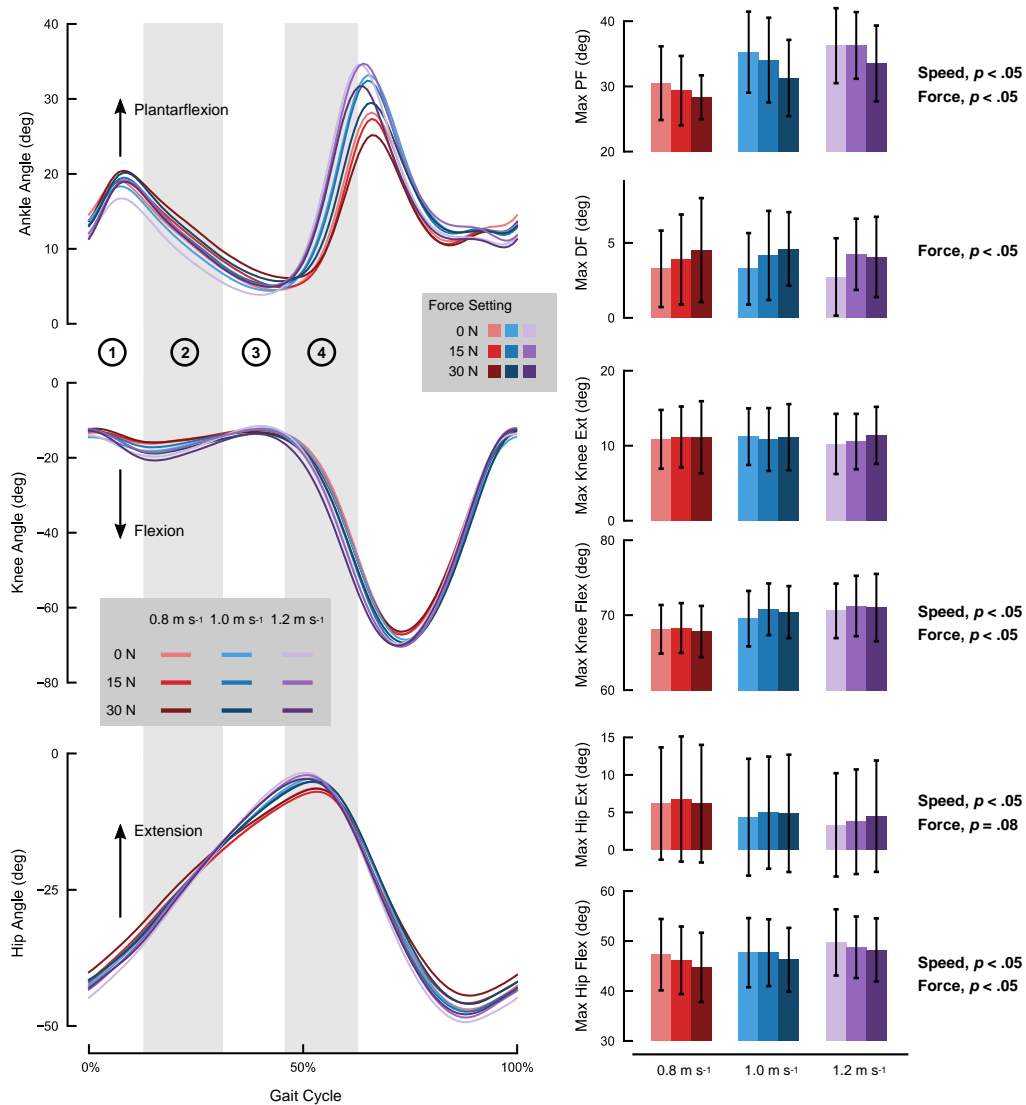 40
30
20
10
0
Ankle Angle (deg)
Plantarflexion
1
2
3
4
Force Setting
0 N
15 N
30 N
0
−20
−40
−60
−80
Knee Angle (deg)
Flexion
0.8 m s-1 1.0 m s-1 1.2 m s-1
0 N
15 N
30 N
0
−25
−50
Hip Angle (deg)
Extension
0% 50% 100%
Gait Cycle
40
30
20
Max PF (deg)
Speed, p < .05
Force, p < .05
5
0
Max DF (deg)
Force, p < .05
20
10
0
Max Knee Ext (deg)
80
70
60
Max Knee Flex (deg)
Speed, p < .05
Force, p < .05
15
10
5
0
Max Hip Ext (deg)
Speed, p < .05
Force, p = .08
60
50
40
30
Max Hip Flex (deg)
Speed, p < .05
Force, p < .05
0.8 m s-1 1.0 m s-1 1.2 m s-1